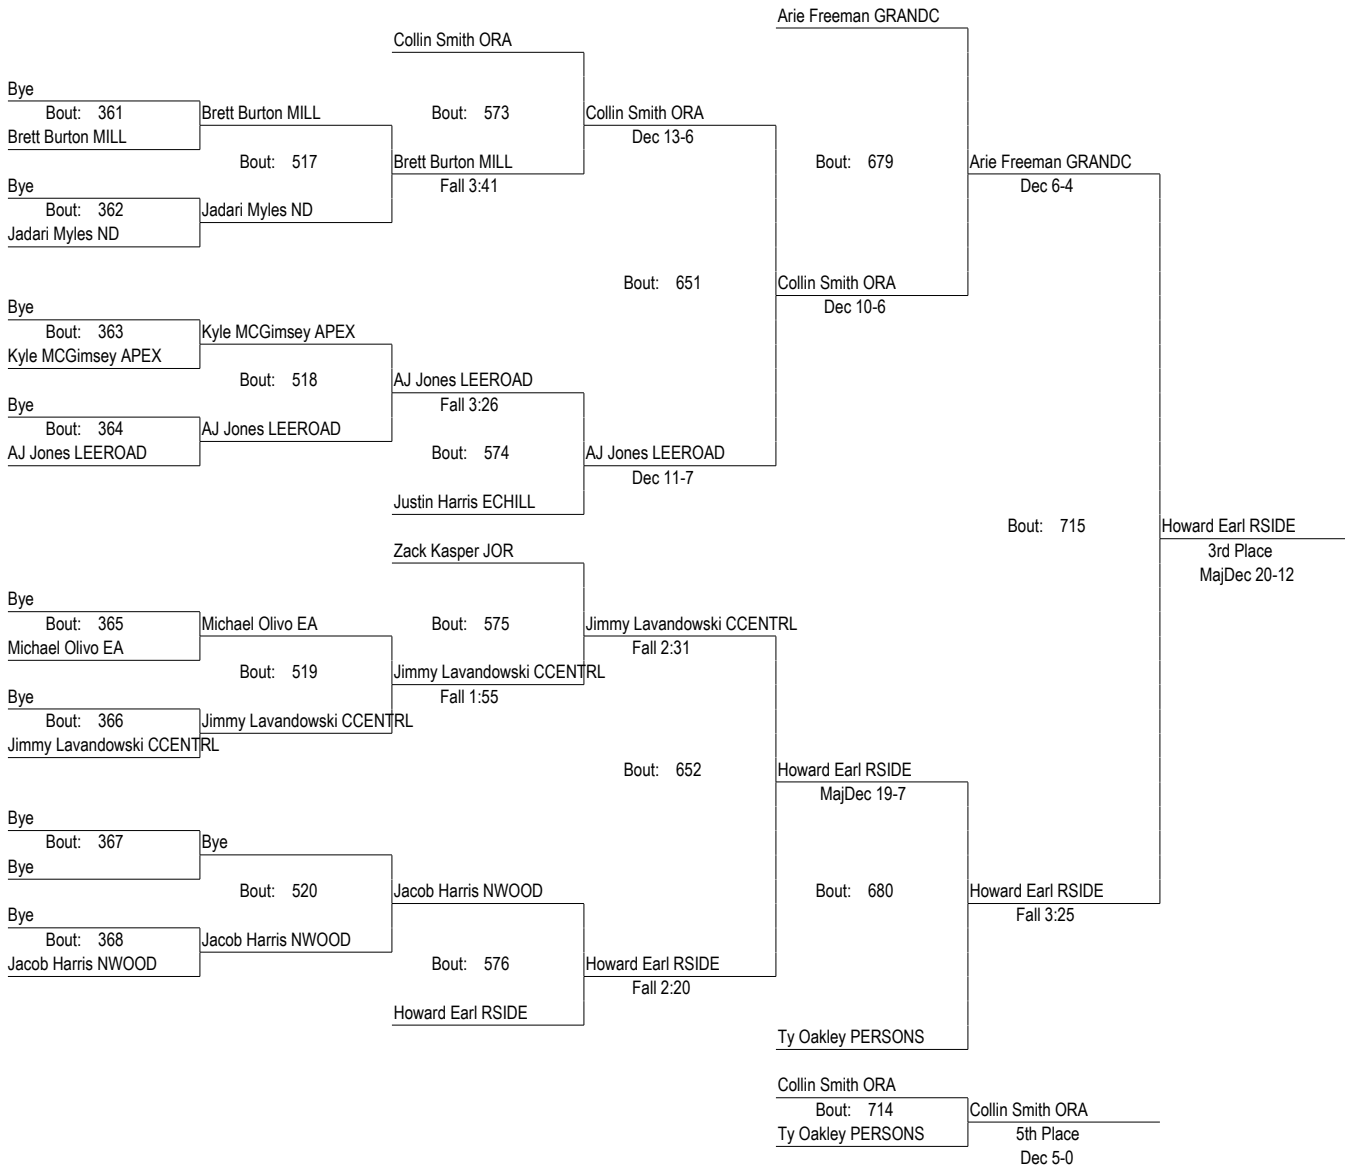 Arie Freeman GRANDC
Collin Smith ORA
Bye
Bout: 361
Brett Burton MILL
Bout: 573
Collin Smith ORA
Brett Burton MILL
Dec 13-6
Bout: 517
Brett Burton MILL
Bout: 679
Arie Freeman GRANDC
Bye
Fall 3:41
Dec 6-4
Bout: 362
Jadari Myles ND
Jadari Myles ND
Bout: 651
Collin Smith ORA
Bye
Dec 10-6
Bout: 363
Kyle MCGimsey APEX
Kyle MCGimsey APEX
Bout: 518
AJ Jones LEEROAD
Bye
Fall 3:26
Bout: 364
AJ Jones LEEROAD
AJ Jones LEEROAD
Bout: 574
AJ Jones LEEROAD
Dec 11-7
Justin Harris ECHILL
Bout: 715
Howard Earl RSIDE
Zack Kasper JOR
3rd Place
MajDec 20-12
Bye
Bout: 365
Michael Olivo EA
Bout: 575
Jimmy Lavandowski CCENTRL
Michael Olivo EA
Fall 2:31
Bout: 519
Jimmy Lavandowski CCENTRL
Bye
Fall 1:55
Bout: 366
Jimmy Lavandowski CCENTRL
Jimmy Lavandowski CCENTRL
Bout: 652
Howard Earl RSIDE
MajDec 19-7
Bye
Bout: 367
Bye
Bye
Bout: 520
Jacob Harris NWOOD
Bout: 680
Howard Earl RSIDE
Bye
Fall 3:25
Bout: 368
Jacob Harris NWOOD
Jacob Harris NWOOD
Bout: 576
Howard Earl RSIDE
Fall 2:20
Howard Earl RSIDE
Ty Oakley PERSONS
Collin Smith ORA
Bout: 714
Collin Smith ORA
Ty Oakley PERSONS
5th Place
Dec 5-0